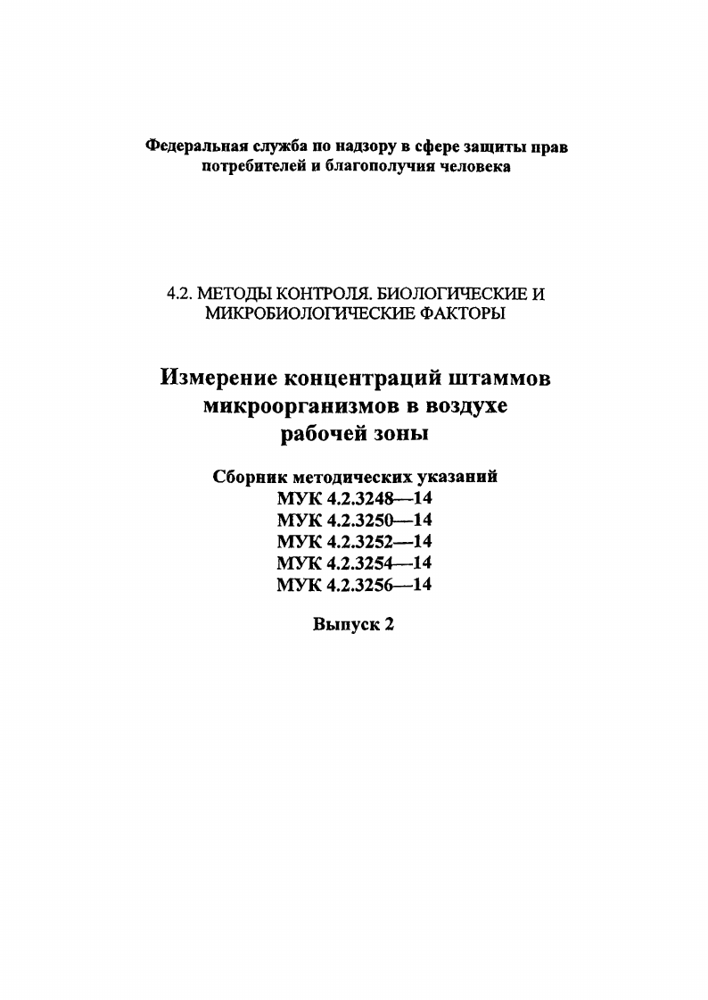 Федеральная служба по надзору в сфере защиты прав
потребителей и благополучия человека
4.2. МЕТОДЫ КОНТРОЛЯ. БИОЛОГИЧЕСКИЕ И
МИКРОБИОЛОГИЧЕСКИЕ ФАКТОРЫ
Измерение концентраций штаммов
микроорганизмов в воздухе
рабочей зоны
Сборник методических указаний
МУК 4.2.3248—14
МУК 4.2.3250—14
МУК 4.2.3252—14
МУК 4.2.3254—14
МУК 4.2.3256—14
Выпуск 2